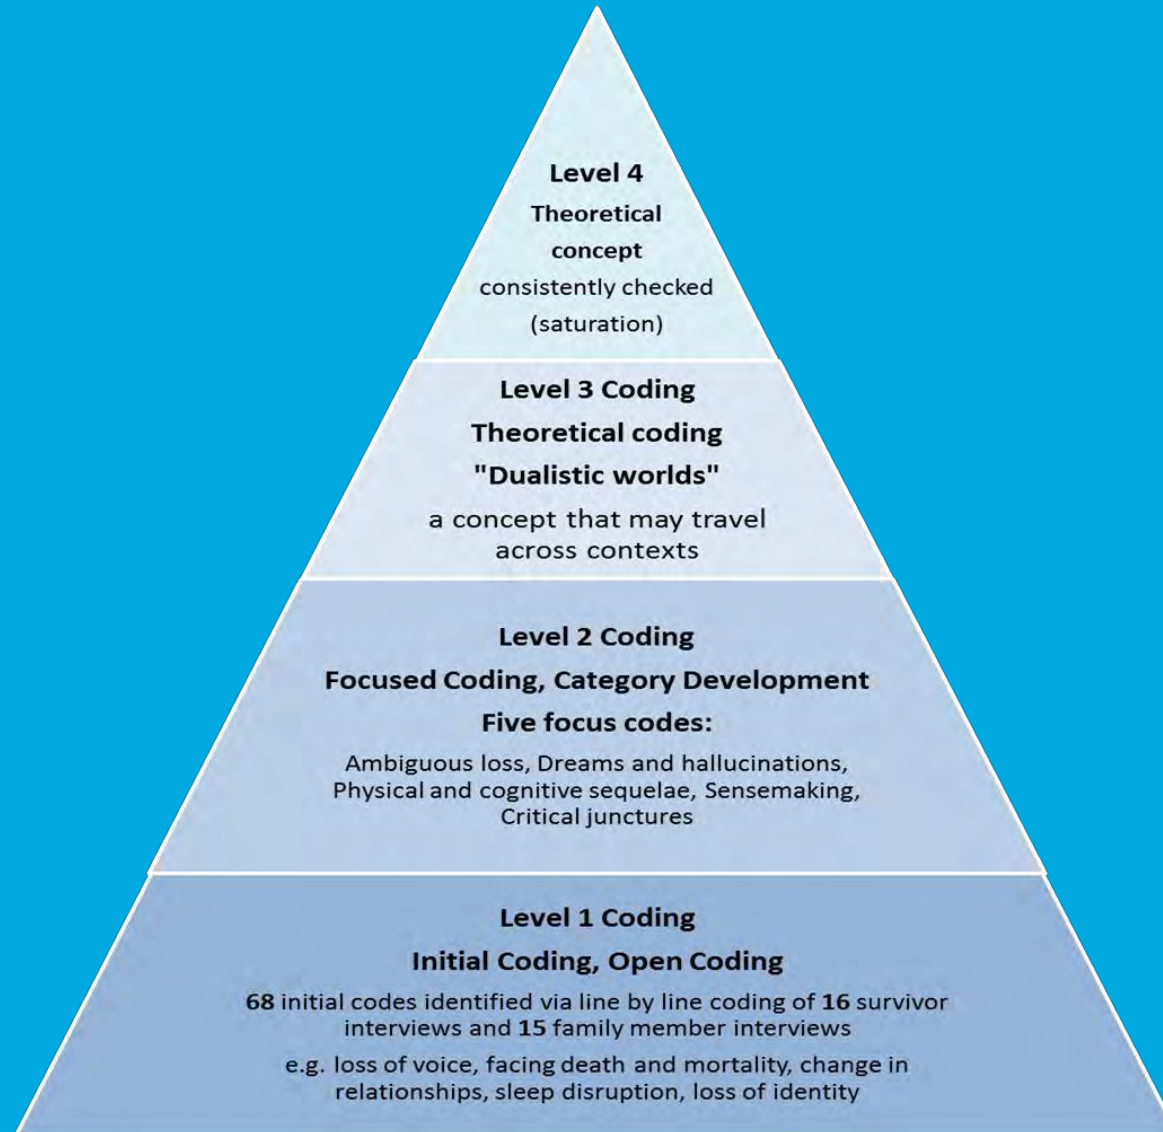 Level 4
Theoretical
concept
consistently checked
(saturation)
Level 3 Coding
Theoretical coding
"Dualistic worlds"
a concept that may travel
across contexts
Level 2 Coding
Focused Coding, Category Development
Five focus codes:
Ambiguous loss, Dreams and hallucinations,
Physical and cognitive sequelae, Sensemaking,
Critical junctures
Level 1 Coding
Initial Coding, Open Coding
68 initial codes identified via line by line coding of 16 survivor
interviews and 15 family member interviews
e.g. loss of voice, facing death and mortality, change in
relationships, sleep disruption, loss of identity